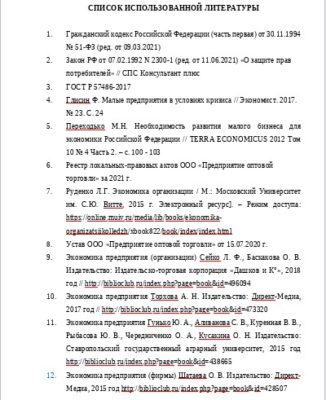 СПИСОК ИСПОЛЬЗОВАННОЙ ЛИТЕРАТУРЫ
1. Гражданский кодекс Российской Федерации (часть первая) от 30.11.1994
№ 51-ФЗ (ред. от 09.03.2021)
2. Закон РФ от 07.02.1992 N 2300-1 (ред. от 11.06.2021) «О защите прав
потребителей» // СПС Консультант плюс
3. ГОСТ Р 57486-2017
4. Глисин Ф. Малые предприятия в условиях кризиса // Экономист. 2017.
№ 23. С. 24
5. Переходько М.Н. Необходимость развития малого бизнеса для
экономики Российской Федерации // TERRA ECONOMICUS 2012 Том
10 № 4 Часть 2. – с. 100 - 103
6. Реестр локальных-правовых актов ООО «Предприятие оптовой
торговли» за 2021 г.
7. Руденко Л.Г. Экономика организации / М.: Московский Университет
им. С.Ю. Витте, 2015 г. Электронный ресурс]. – Режим доступа:
https://online.muiv.ru/media/lib/books/ekonomika-
organizatsiikolledzh/xbook822/book/index/index.html
8. Устав ООО «Предприятие оптовой торговли» от 15.07.2020 г.
9. Экономика предприятия (организации) Сейко Л. Ф., Баскакова О. В.
Издательство: Издательско-торговая корпорация «Дашков и К°», 2018
год // http://biblioclub.ru/index.php?page=book&id=496094
10. Экономика предприятия Торхова А. Н. Издательство: Директ-Медиа,
2017 год // http://biblioclub.ru/index.php?page=book&id=473320
11. Экономика предприятия Гунько Ю. А., Аливанова С. В., Куренная В. В.,
Рыбасова Ю. В., Чередниченко О. А., Кусакина О. Н. Издательство:
Ставропольский государственный аграрный университет, 2015 год
http://biblioclub.ru/index.php?page=book&id=438665
12. Экономика предприятия (фирмы) Шатаева О. В. Издательство: Директ-
Медиа, 2015 год http://biblioclub.ru/index.php?page=book&id=428507